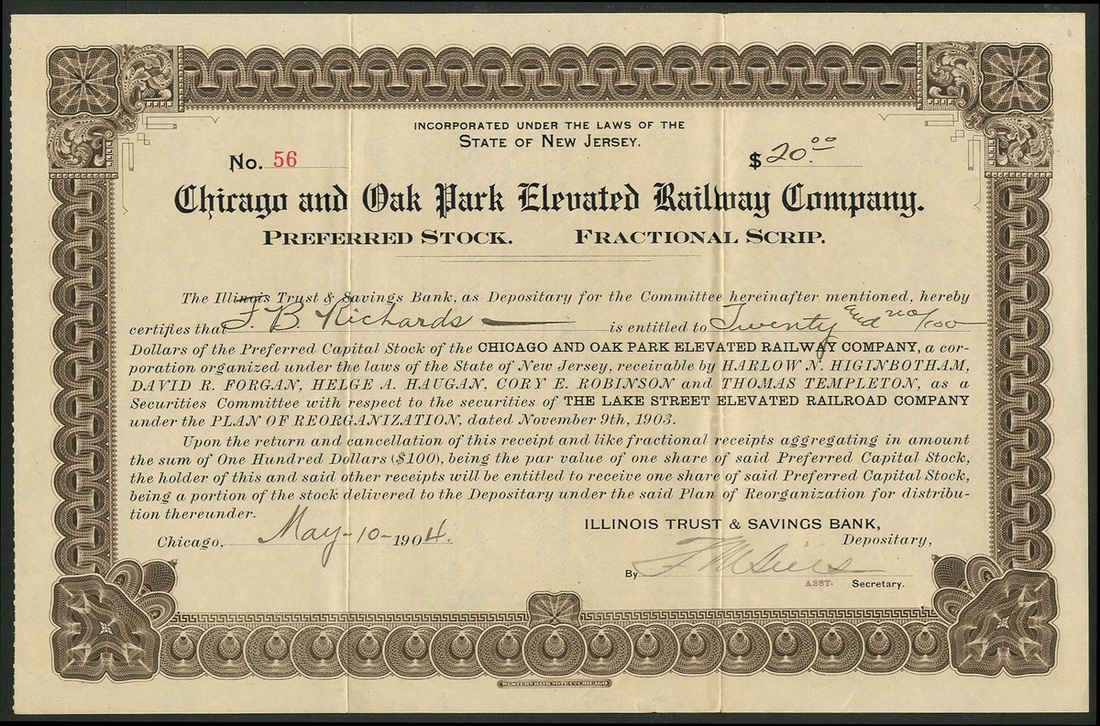 INCORPORATED UNDER THE LAWS OF THE
STATE OF NEW JERSEY.
No. 56
$20.00
Chicago and Oak Park Elevated Railway Company.
PREFERRED STOCK. FRACTIONAL SCRIP.
The Illinois Trust & Savings Bank, as Depositary for the Committee hereinafter mentioned, hereby
certifies that F. B. Richards is entitled to Twenty and no/100
Dollars of the Preferred Capital Stock of the CHICAGO AND OAK PARK ELEVATED RAILWAY COMPANY, a cor-
poration organized under the laws of the State of New Jersey, receivable by HARLOW N. HIGINBOTHAM,
DAVID R. FORGAN, HELGE A. HAUGAN, CORY E. ROBINSON and THOMAS TEMPLETON, as a
Securities Committee with respect to the securities of THE LAKE STREET ELEVATED RAILROAD COMPANY
under the PLAN OF REORGANIZATION, dated November 9th, 1903.
Upon the return and cancellation of this receipt and like fractional receipts aggregating in amount
the sum of One Hundred Dollars ($100), being the par value of one share of said Preferred Capital Stock,
the holder of this and said other receipts will be entitled to receive one share of said Preferred Capital Stock,
being a portion of the stock delivered to the Depositary under the said Plan of Reorganization for distribu-
tion thereunder.
Chicago, May-10-1904.
ILLINOIS TRUST & SAVINGS BANK,
Depositary,
By
ASST. Secretary.
WESTERN BANK NOTE CO. CHICAGO